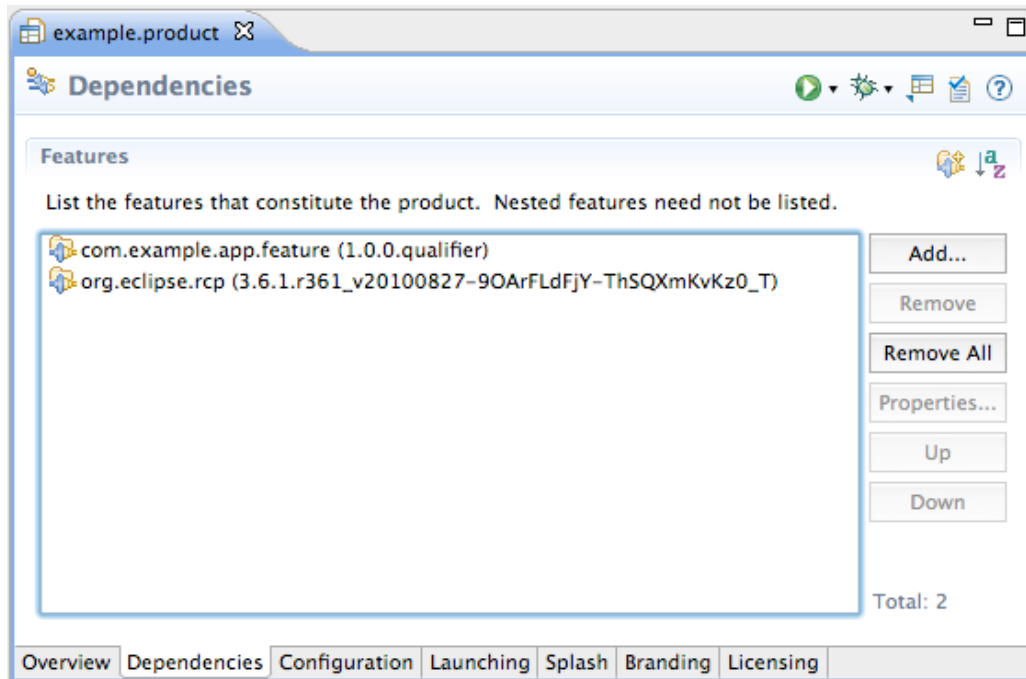 example.product
Dependencies
Features
List the features that constitute the product.  Nested features need not be listed.
com.example.app.feature (1.0.0.qualifier)
org.eclipse.rcp (3.6.1.r361_v20100827-9OArFLdFjY-ThSQXmKvKz0_T)
Add...
Remove
Remove All
Properties...
Up
Down
Total: 2
Overview Dependencies Configuration Launching Splash Branding Licensing